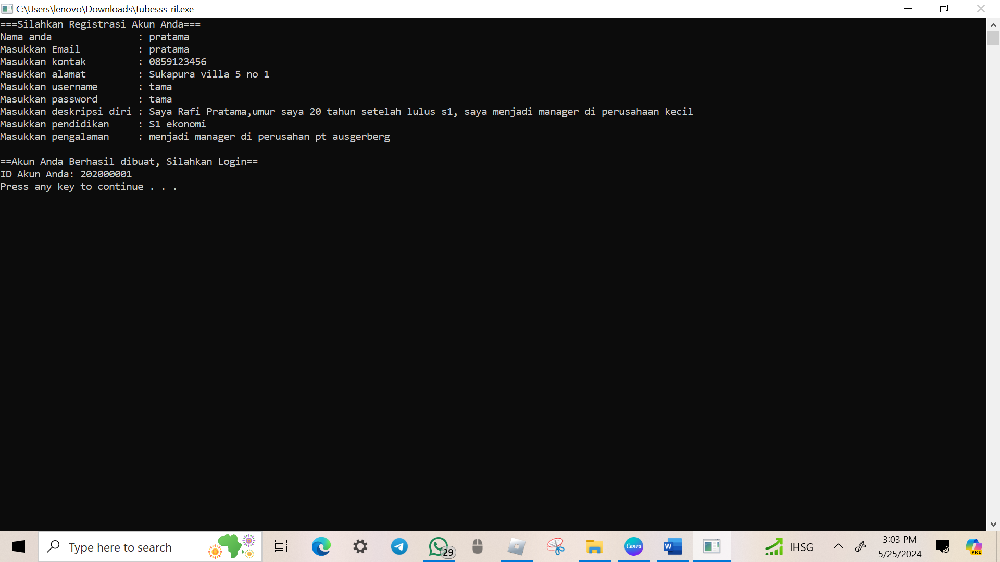 C:\Users\lenovo\Downloads\tubesss_ril.exe
===Silahkan Registrasi Akun Anda===
Nama anda : pratama
Masukkan Email : pratama
Masukkan kontak : 0859123456
Masukkan alamat : Sukapura villa 5 no 1
Masukkan username : tama
Masukkan password : tama
Masukkan deskripsi diri : Saya Rafi Pratama,umur saya 20 tahun setelah lulus s1, saya menjadi manager di perusahaan kecil
Masukkan pendidikan : S1 ekonomi
Masukkan pengalaman : menjadi manager di perusahan pt ausgerberg
==Akun Anda Berhasil dibuat, Silahkan Login==
ID Akun Anda: 202000001
Press any key to continue . . .
Type here to search
29
Canva
W
IHSG
3:03 PM
5/25/2024
PRE